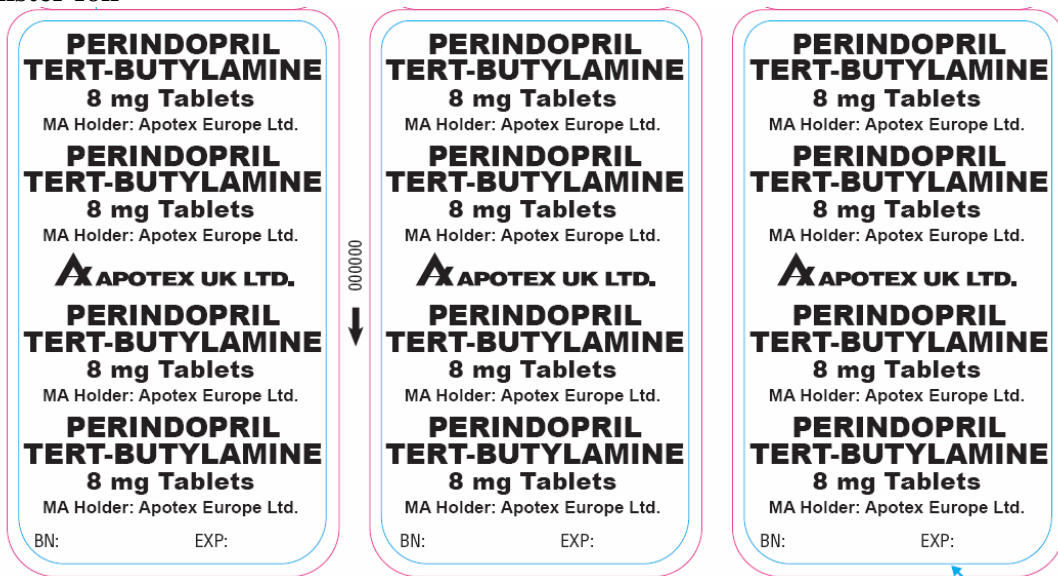 PERINDOPRIL
TERT-BUTYLAMINE
8 mg Tablets
MA Holder: Apotex Europe Ltd.
PERINDOPRIL
TERT-BUTYLAMINE
8 mg Tablets
MA Holder: Apotex Europe Ltd.
APOTEX UK LTD.
PERINDOPRIL
TERT-BUTYLAMINE
8 mg Tablets
MA Holder: Apotex Europe Ltd.
PERINDOPRIL
TERT-BUTYLAMINE
8 mg Tablets
MA Holder: Apotex Europe Ltd.
BN: EXP:
000000
PERINDOPRIL
TERT-BUTYLAMINE
8 mg Tablets
MA Holder: Apotex Europe Ltd.
PERINDOPRIL
TERT-BUTYLAMINE
8 mg Tablets
MA Holder: Apotex Europe Ltd.
APOTEX UK LTD.
PERINDOPRIL
TERT-BUTYLAMINE
8 mg Tablets
MA Holder: Apotex Europe Ltd.
PERINDOPRIL
TERT-BUTYLAMINE
8 mg Tablets
MA Holder: Apotex Europe Ltd.
BN: EXP:
PERINDOPRIL
TERT-BUTYLAMINE
8 mg Tablets
MA Holder: Apotex Europe Ltd.
PERINDOPRIL
TERT-BUTYLAMINE
8 mg Tablets
MA Holder: Apotex Europe Ltd.
APOTEX UK LTD.
PERINDOPRIL
TERT-BUTYLAMINE
8 mg Tablets
MA Holder: Apotex Europe Ltd.
PERINDOPRIL
TERT-BUTYLAMINE
8 mg Tablets
MA Holder: Apotex Europe Ltd.
BN: EXP: